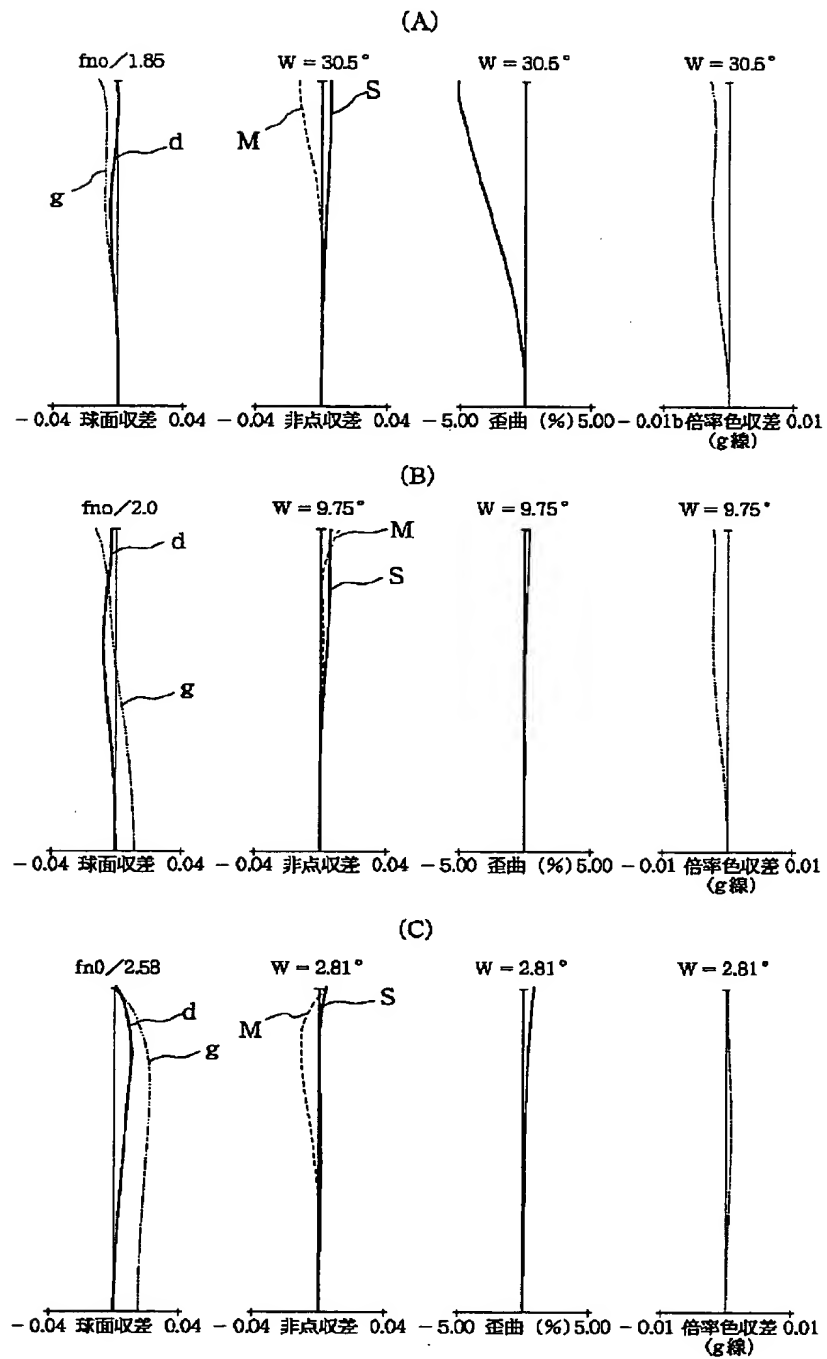 (A)
fno/1.85
W = 30.5°
W = 30.5°
W = 30.5°
S
M
d
g
-0.04 球面収差 0.04
-0.04 非点収差 0.04
-5.00 歪曲 (%) 5.00
-0.01b倍率色収差 0.01
(g線)
(B)
fno/2.0
W = 9.75°
W = 9.75°
W = 9.75°
d
M
S
g
-0.04 球面収差 0.04
-0.04 非点収差 0.04
-5.00 歪曲 (%) 5.00
-0.01 倍率色収差 0.01
(g線)
(C)
fn0/2.58
W = 2.81°
W = 2.81°
W = 2.81°
d
S
M
g
-0.04 球面収差 0.04
-0.04 非点収差 0.04
-5.00 歪曲 (%) 5.00
-0.01 倍率色収差 0.01
(g線)